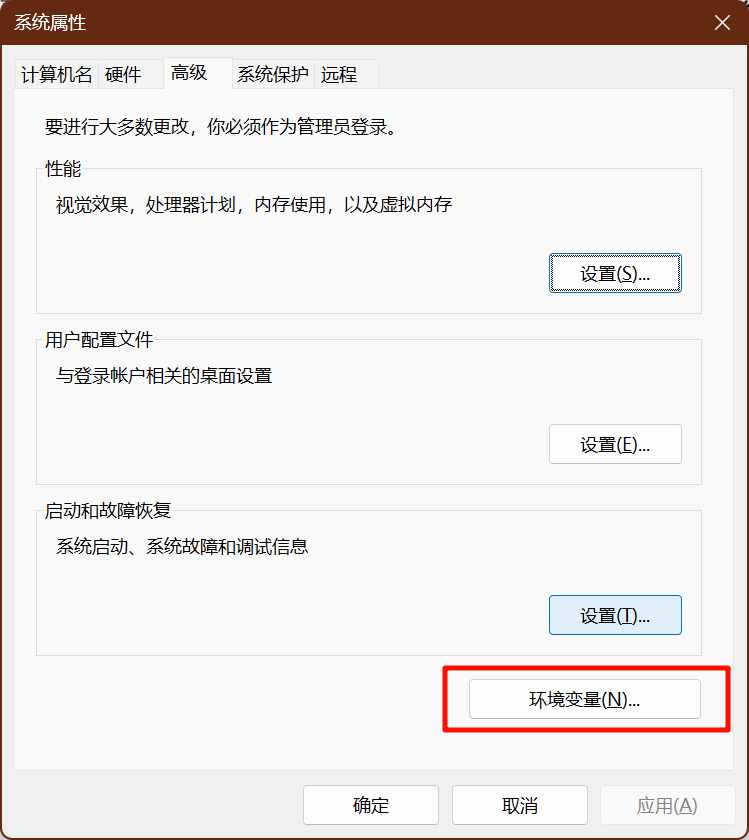 系统属性
计算机名 硬件 高级 系统保护 远程
要进行大多数更改，你必须作为管理员登录。
性能
视觉效果，处理器计划，内存使用，以及虚拟内存
设置(S)...
用户配置文件
与登录帐户相关的桌面设置
设置(E)...
启动和故障恢复
系统启动、系统故障和调试信息
设置(T)...
环境变量(N)...
确定 取消 应用(A)